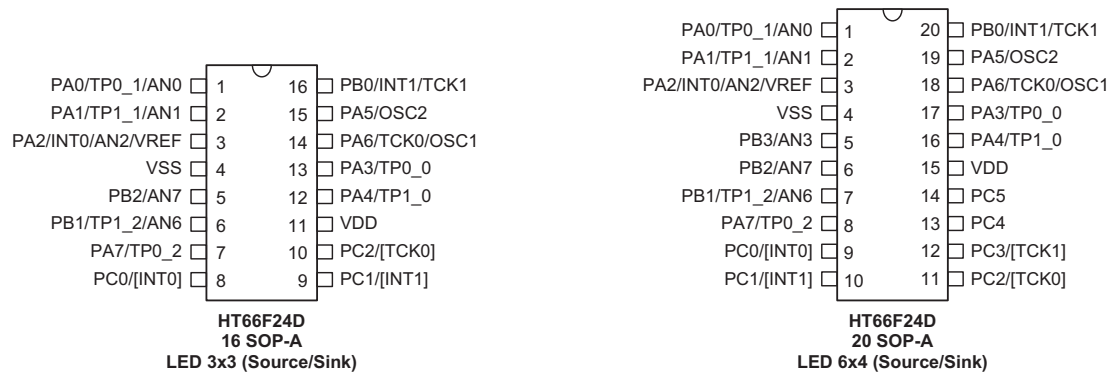 PA0/TP0_1/AN0 1 16 PB0/INT1/TCK1
PA1/TP1_1/AN1 2 15 PA5/OSC2
PA2/INT0/AN2/VREF 3 14 PA6/TCK0/OSC1
VSS 4 13 PA3/TP0_0
PB2/AN7 5 12 PA4/TP1_0
PB1/TP1_2/AN6 6 11 VDD
PA7/TP0_2 7 10 PC2/[TCK0]
PC0/[INT0] 8 9 PC1/[INT1]
HT66F24D
16 SOP-A
LED 3x3 (Source/Sink)
PA0/TP0_1/AN0 1 20 PB0/INT1/TCK1
PA1/TP1_1/AN1 2 19 PA5/OSC2
PA2/INT0/AN2/VREF 3 18 PA6/TCK0/OSC1
VSS 4 17 PA3/TP0_0
PB3/AN3 5 16 PA4/TP1_0
PB2/AN7 6 15 VDD
PB1/TP1_2/AN6 7 14 PC5
PA7/TP0_2 8 13 PC4
PC0/[INT0] 9 12 PC3/[TCK1]
PC1/[INT1] 10 11 PC2/[TCK0]
HT66F24D
20 SOP-A
LED 6x4 (Source/Sink)